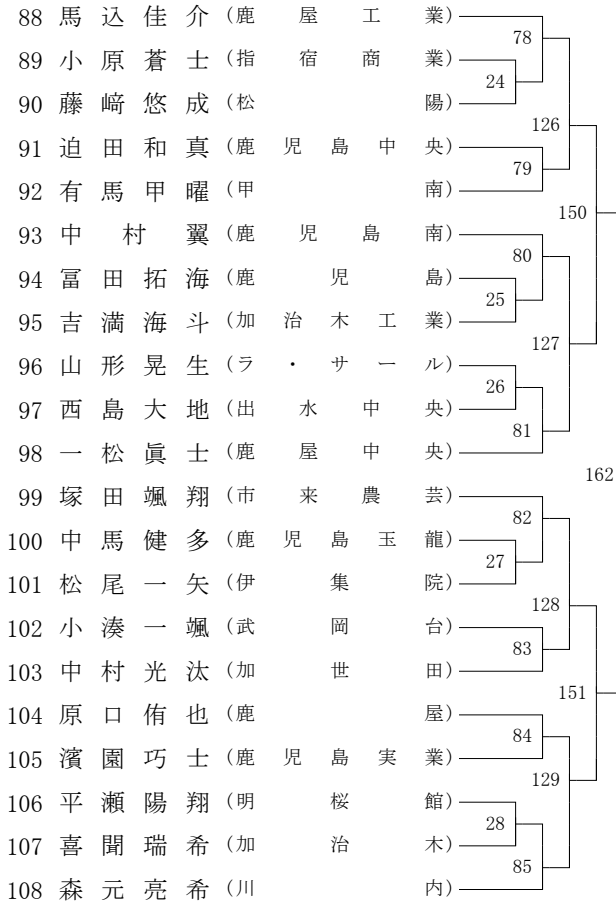 88 馬込佳介 (鹿屋工業)
78
89 小原蒼士 (指宿商業)
24
90 藤﨑悠成 (松陽)
126
91 迫田和真 (鹿児島中央)
79
92 有馬甲曜 (甲南)
150
93 中村翼 (鹿児島南)
80
94 冨田拓海 (鹿児島)
25
95 吉満海斗 (加治木工業)
127
96 山形晃生 (ラ・サール)
26
97 西島大地 (出水中央)
81
98 一松眞士 (鹿屋中央)
162
99 塚田颯翔 (市来農芸)
82
100 中馬健多 (鹿児島玉龍)
27
101 松尾一矢 (伊集院)
128
102 小湊一颯 (武岡台)
83
103 中村光汰 (加世田)
151
104 原口侑也 (鹿屋)
84
105 濱園巧士 (鹿児島実業)
129
106 平瀬陽翔 (明桜館)
28
107 喜聞瑞希 (加治木)
85
108 森元亮希 (川内)